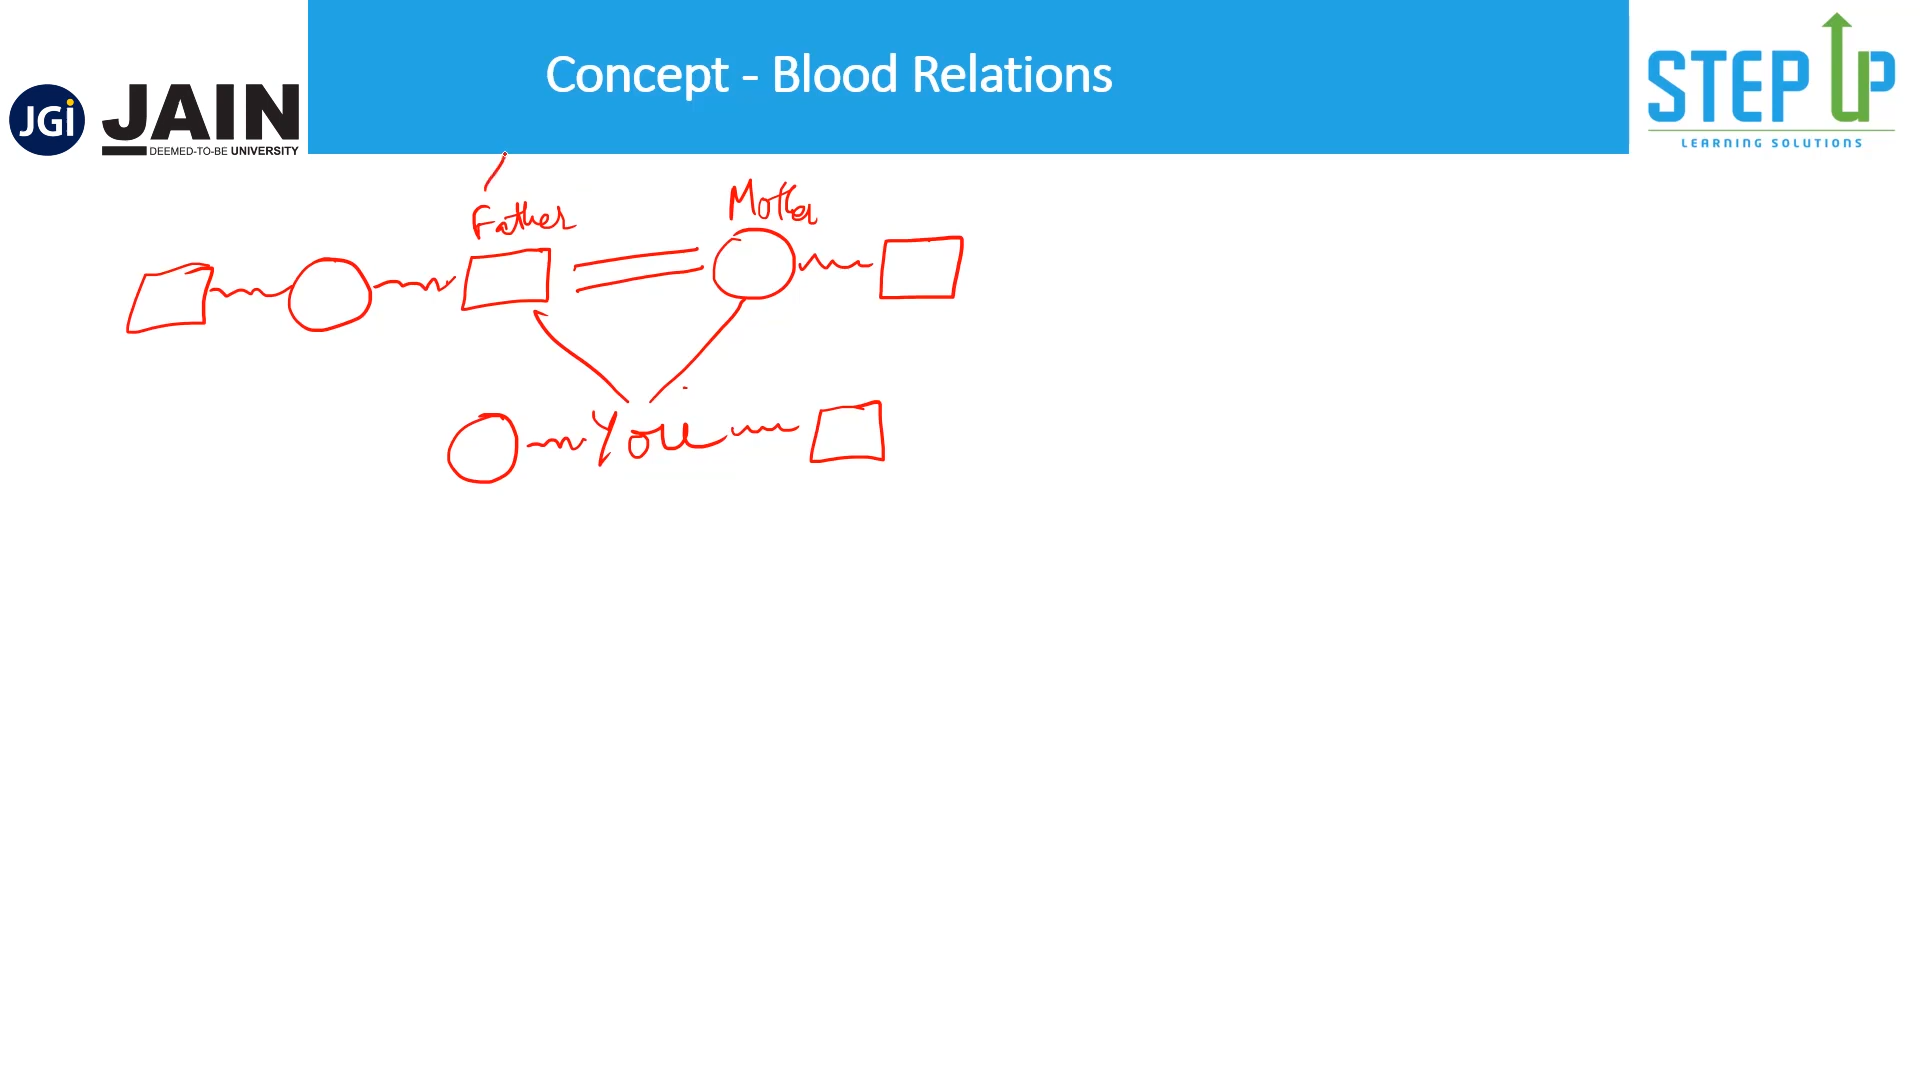 Concept - Blood Relations
JGi JAIN
DEEMED-TO-BE UNIVERSITY
STEP UP
LEARNING SOLUTIONS
Father
Mother
You